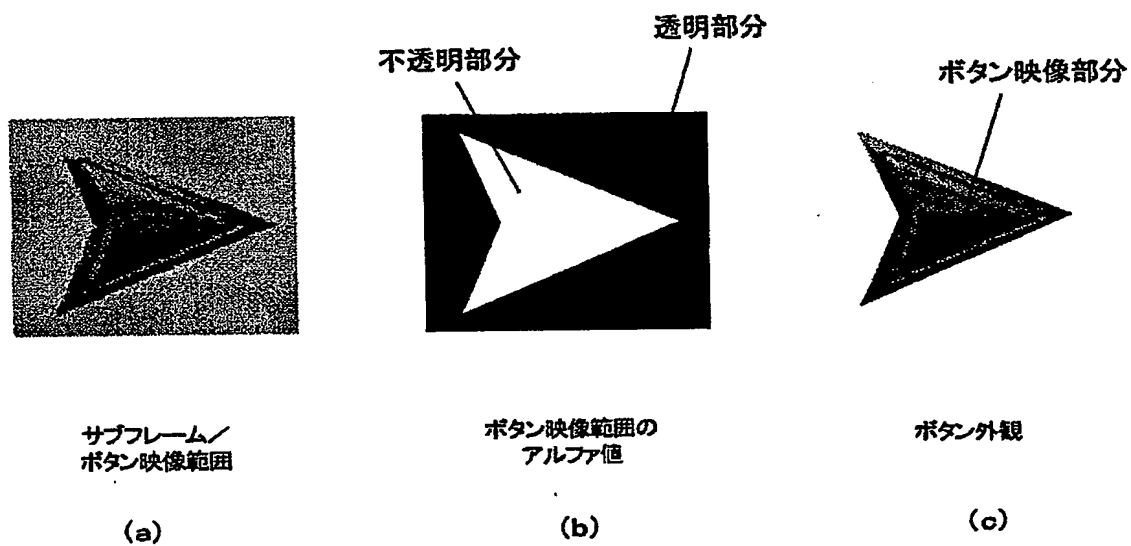 透明部分
不透明部分
ボタン映像部分
サブフレーム/
ボタン映像範囲
ボタン映像範囲の
アルファ値
ボタン外観
(a)
(b)
(c)